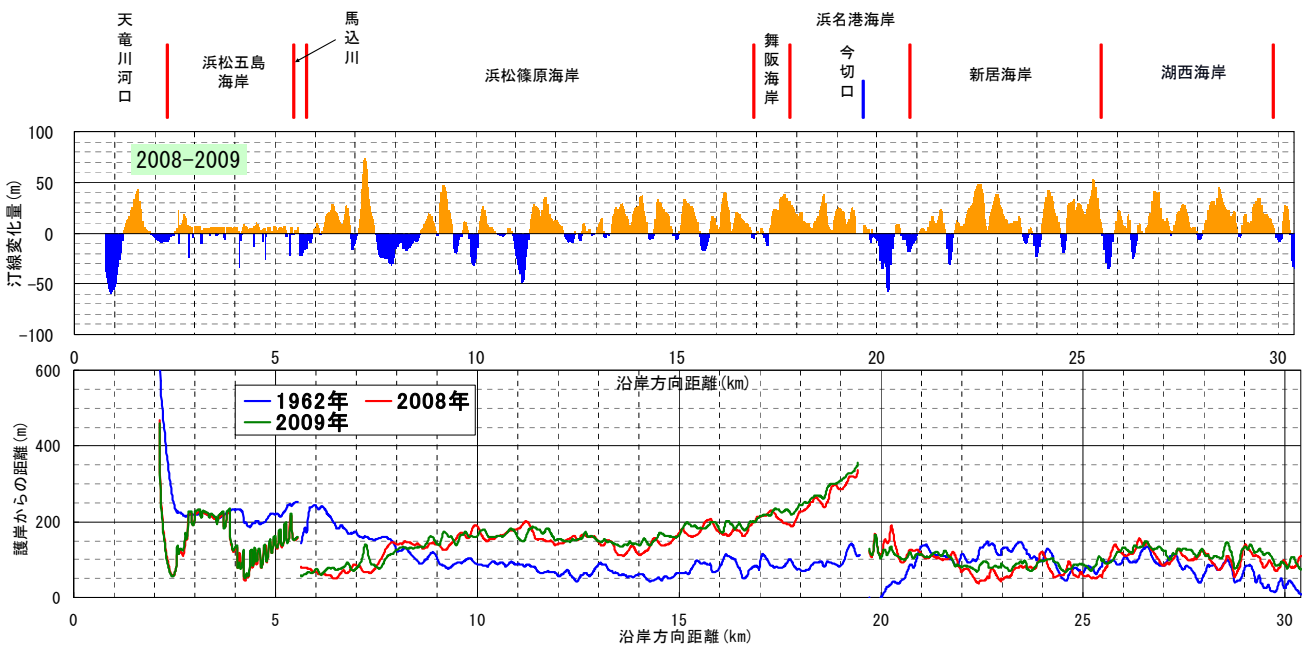 天竜川河口
浜松五島
海岸
馬込川
浜松篠原海岸
舞阪海岸
浜名港海岸
今切口
新居海岸
湖西海岸
2008-2009
汀線変化量(m)
100
50
0
-50
-100
0 5 10 15 20 25 30
沿岸方向距離(km)
1962年 2008年
2009年
護岸からの距離(m)
600
400
200
0
0 5 10 15 20 25 30
沿岸方向距離(km)